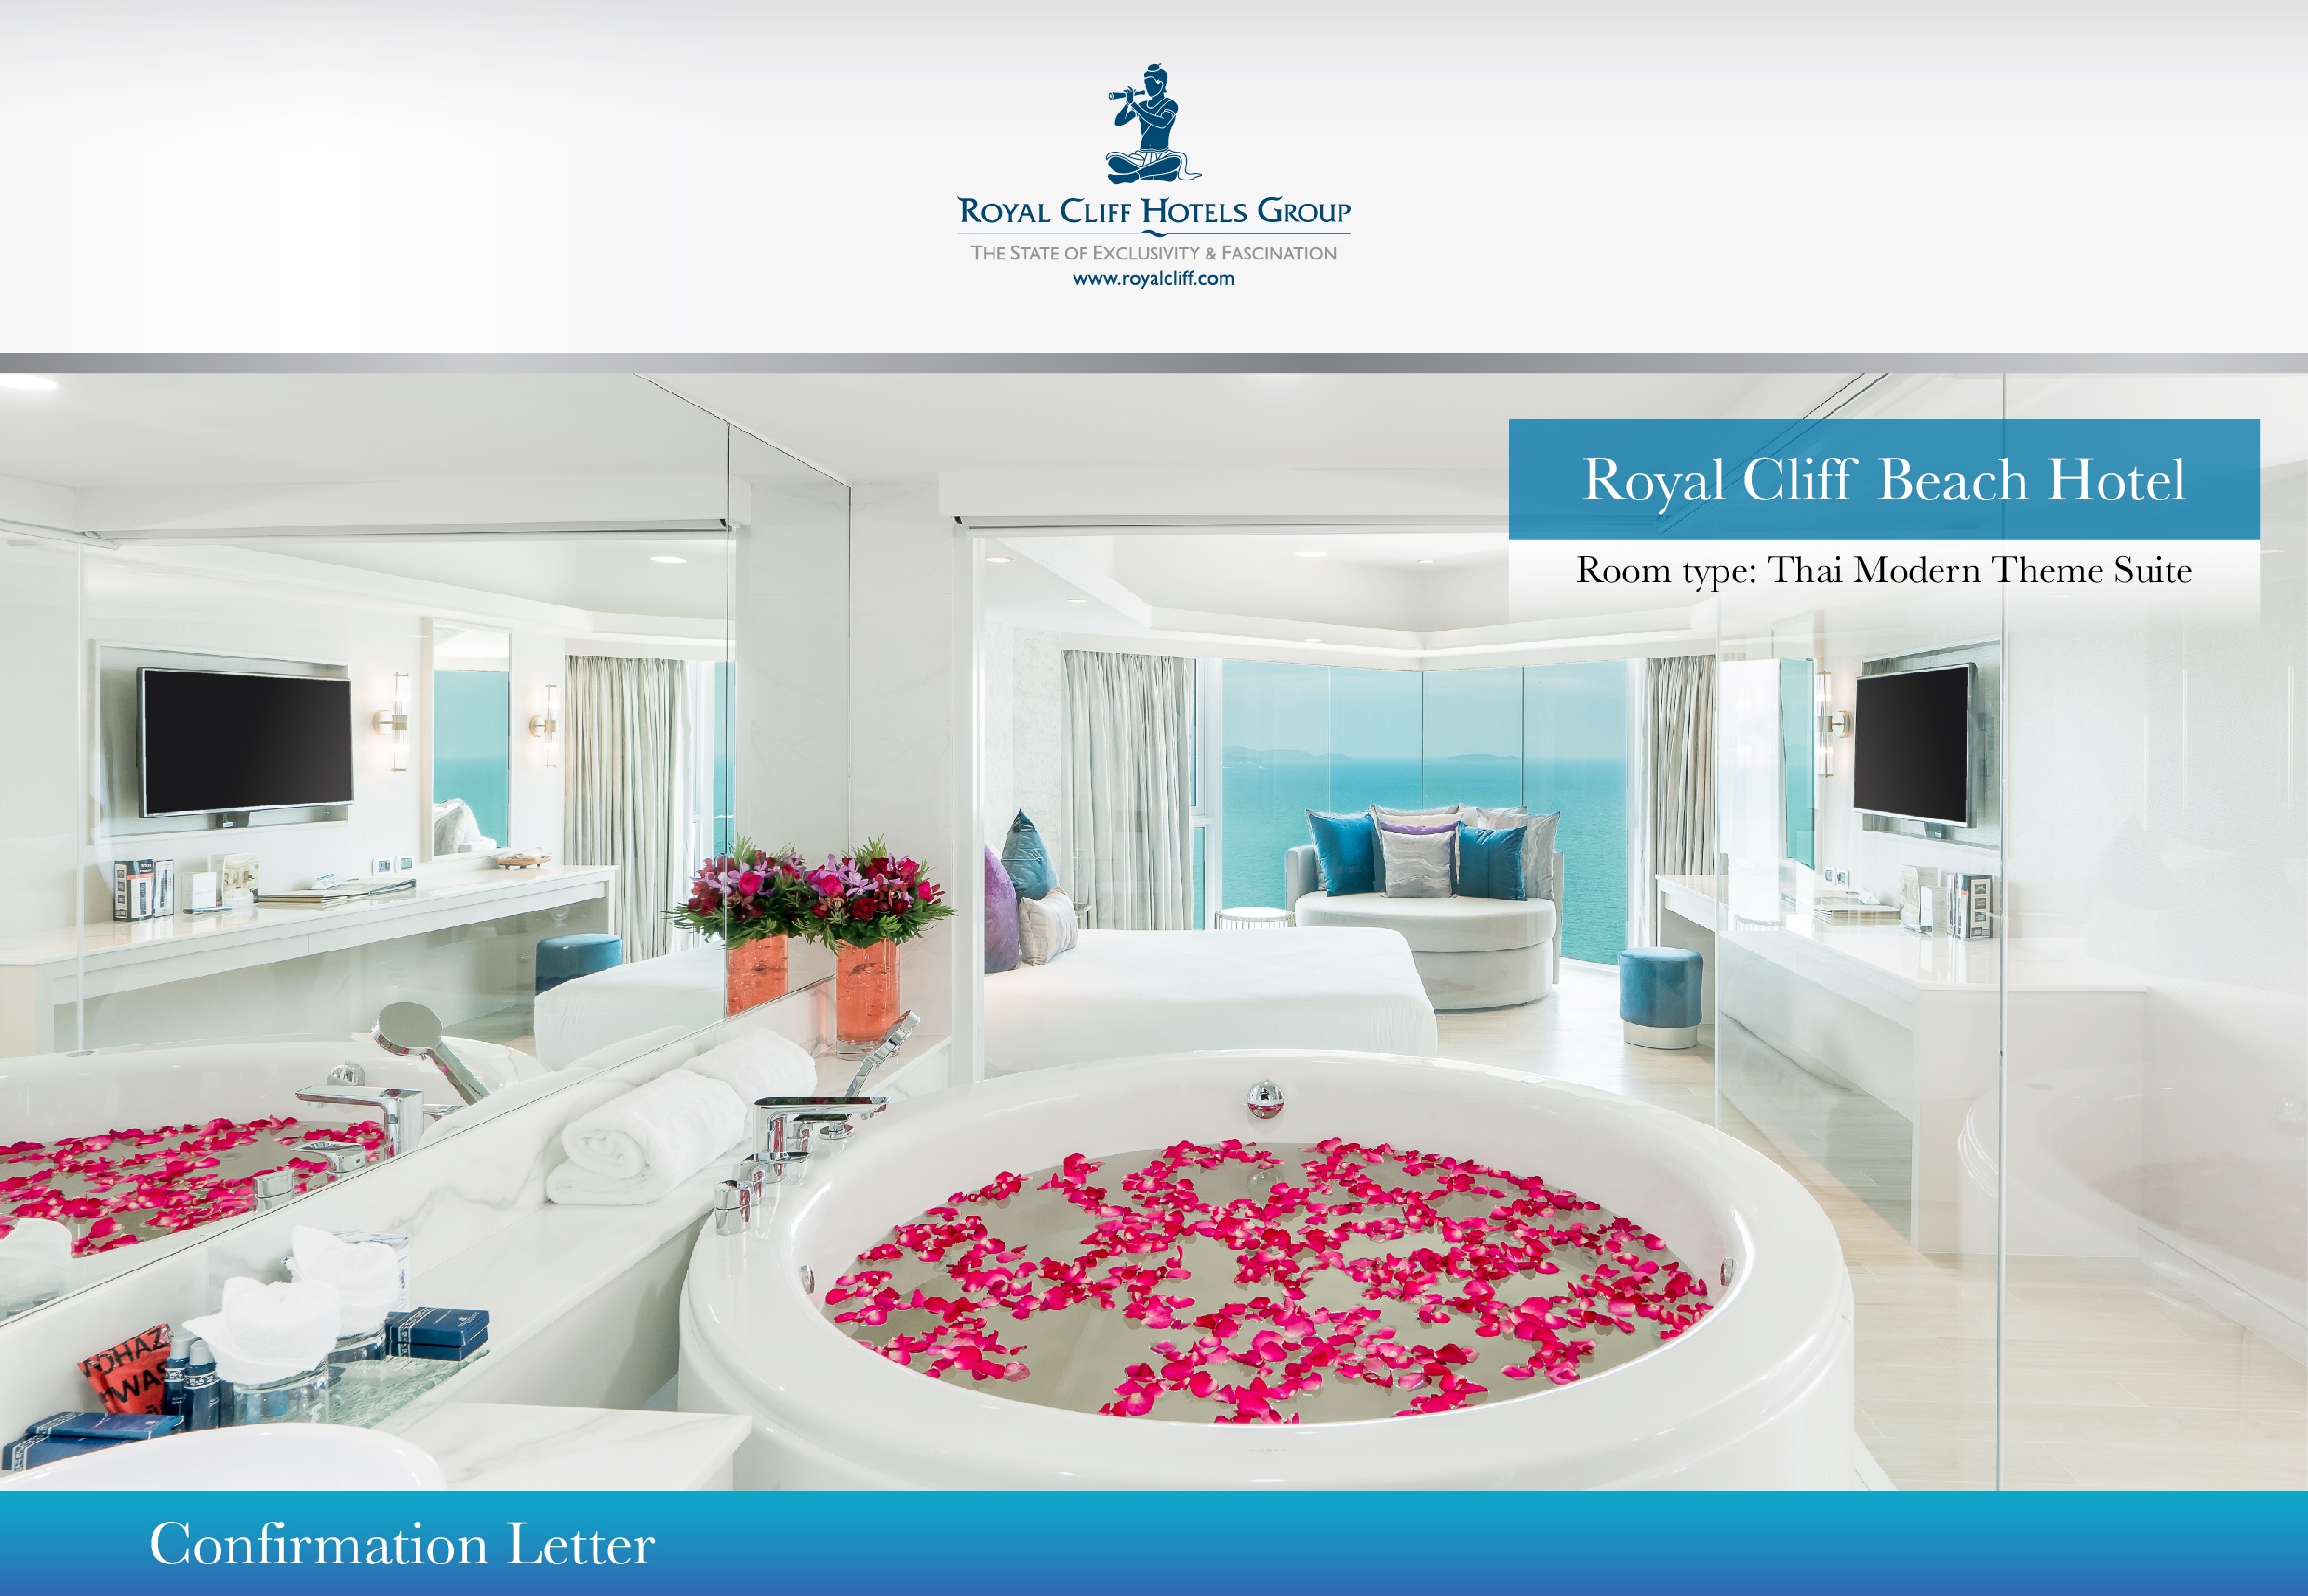 ROYAL CLIFF HOTELS GROUP
THE STATE OF EXCLUSIVITY & FASCINATION
www.royalcliff.com
Royal Cliff Beach Hotel
Room type: Thai Modern Theme Suite
Confirmation Letter